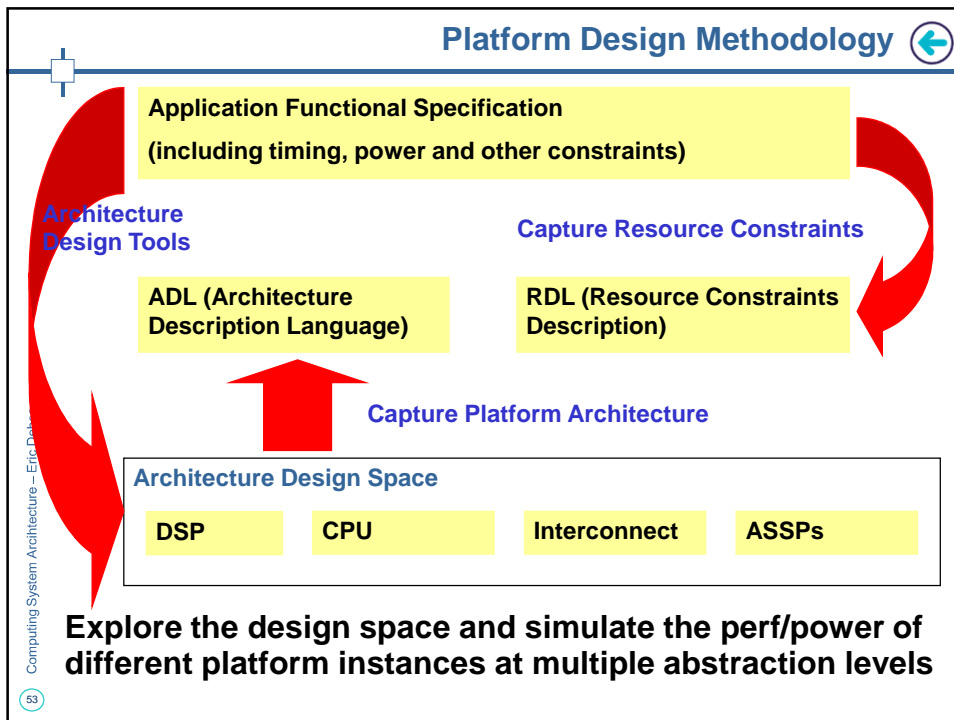 Platform Design Methodology
Application Functional Specification
(including timing, power and other constraints)
Architecture
Design Tools
Capture Resource Constraints
ADL (Architecture
Description Language)
RDL (Resource Constraints
Description)
Capture Platform Architecture
Architecture Design Space
DSP
CPU
Interconnect
ASSPs
Explore the design space and simulate the perf/power of
different platform instances at multiple abstraction levels
Computing System Arcihtecture – Eric
53